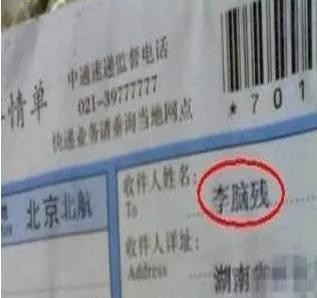 情单
中通速递监督电话
021-39777777
快递业务请垂询当地网点
*701
北京北航
收件人姓名:
To
李脑残
收件人详址:
Address
湖南省